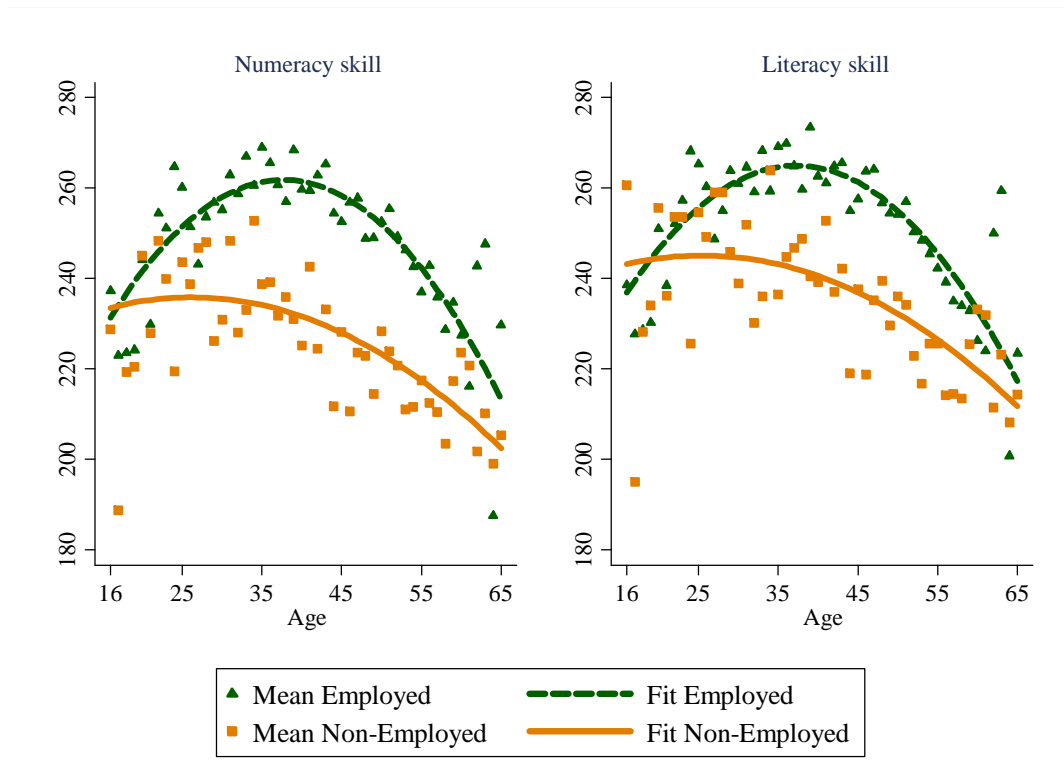 Numeracy skill
Literacy skill
280
260
240
220
200
180
16 25 35 45 55 65
Age
280
260
240
220
200
180
16 25 35 45 55 65
Age
Mean Employed
Fit Employed
Mean Non-Employed
Fit Non-Employed